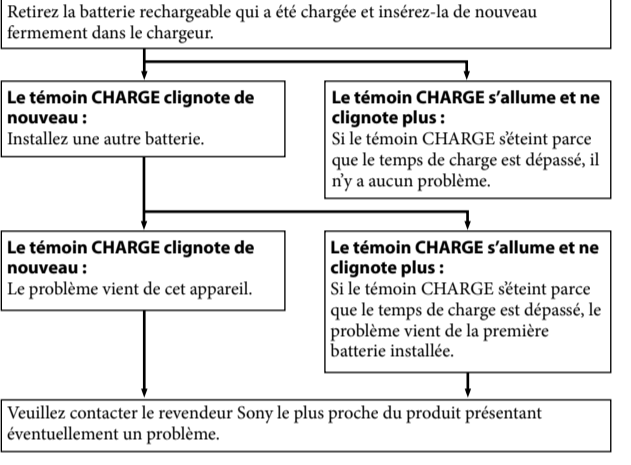 Retirez la batterie rechargeable qui a été chargée et insérez-la de nouveau
fermement dans le chargeur.
Le témoin CHARGE clignote de
nouveau :
Installez une autre batterie.
Le témoin CHARGE s'allume et ne
clignote plus :
Si le témoin CHARGE s'éteint parce
que le temps de charge est dépassé, il
n'y a aucun problème.
Le témoin CHARGE clignote de
nouveau :
Le problème vient de cet appareil.
Le témoin CHARGE s'allume et ne
clignote plus :
Si le témoin CHARGE s'éteint parce
que le temps de charge est dépassé, le
problème vient de la première
batterie installée.
Veuillez contacter le revendeur Sony le plus proche du produit présentant
éventuellement un problème.